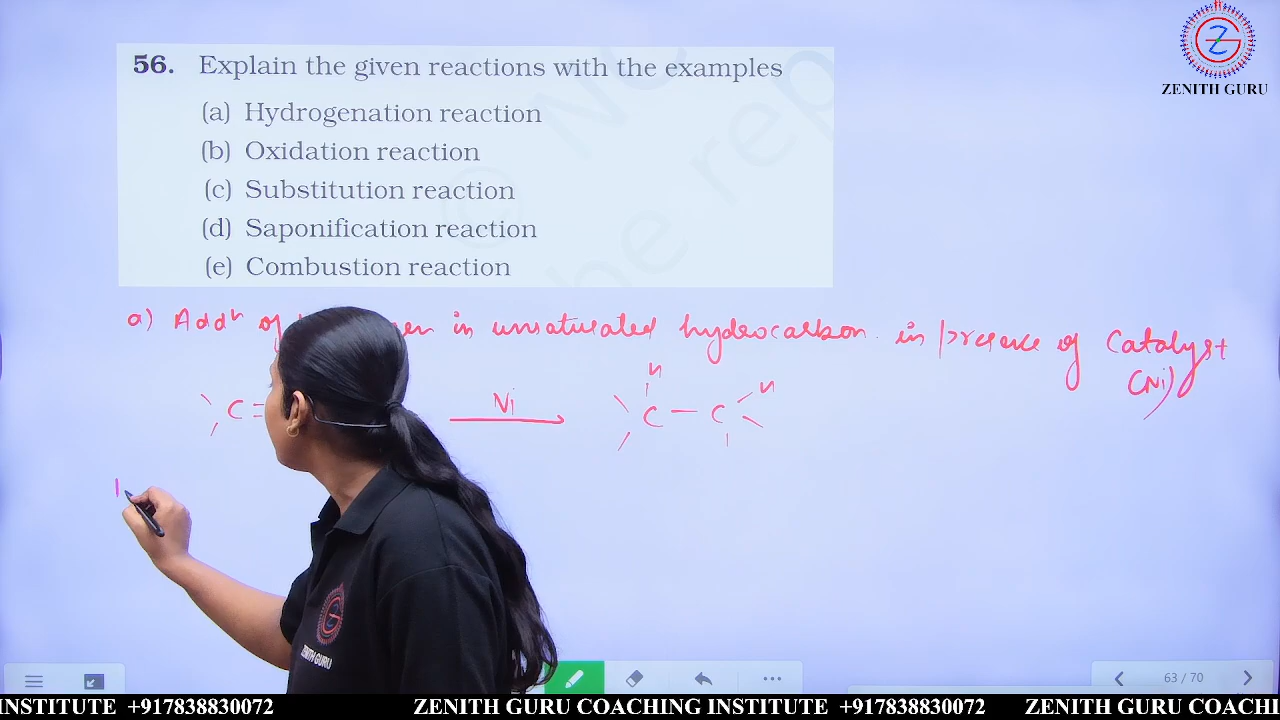 ZENITH GURU
56. Explain the given reactions with the examples
(a) Hydrogenation reaction
(b) Oxidation reaction
(c) Substitution reaction
(d) Saponification reaction
(e) Combustion reaction
a) Addn of in unsaturated hydrocarbon in presence of Catalyst
(Ni)
C = Ni C — C H H
ZENITH GURU
63 / 70
INSTITUTE +917838830072 ZENITH GURU COACHING INSTITUTE +917838830072 ZENITH GURU COACHI